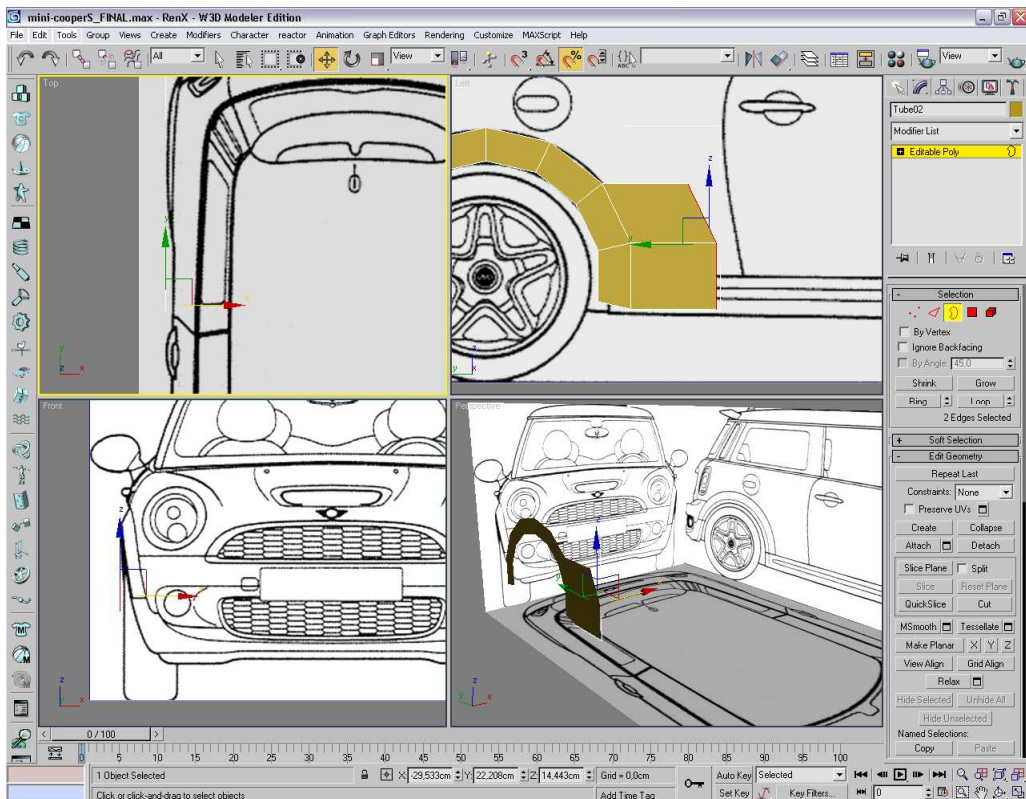 mini-cooperS_FINAL.max - RenX - W3D Modeler Edition
File Edit Tools Group Views Create Modifiers Character reactor Animation Graph Editors Rendering Customize MAXScript Help
All View View
Top
Left
Front
Perspective
Tube02
Modifier List
Editable Poly
Selection
By Vertex
Ignore Backfacing
By Angle: 45,0
Shrink Grow
Ring Loop
2 Edges Selected
Soft Selection
Edit Geometry
Repeat Last
Constraints: None
Preserve UVs
Create Collapse
Attach Detach
Slice Plane Split
Slice Reset Plane
QuickSlice Cut
MSmooth Tessellate
Make Planar X Y Z
View Align Grid Align
Relax
Hide Selected Unhide All
Hide Unselected
Named Selections:
Copy Paste
0 / 100
0 5 10 15 20 25 30 35 40 45 50 55 60 65 70 75 80 85 90 95 100
1 Object Selected X: -29,533cm Y: 22,208cm Z: 14,443cm Grid = 0,0cm Auto Key Selected
Click or click-and-drag to select objects Add Time Tag Set Key Key Filters... 0